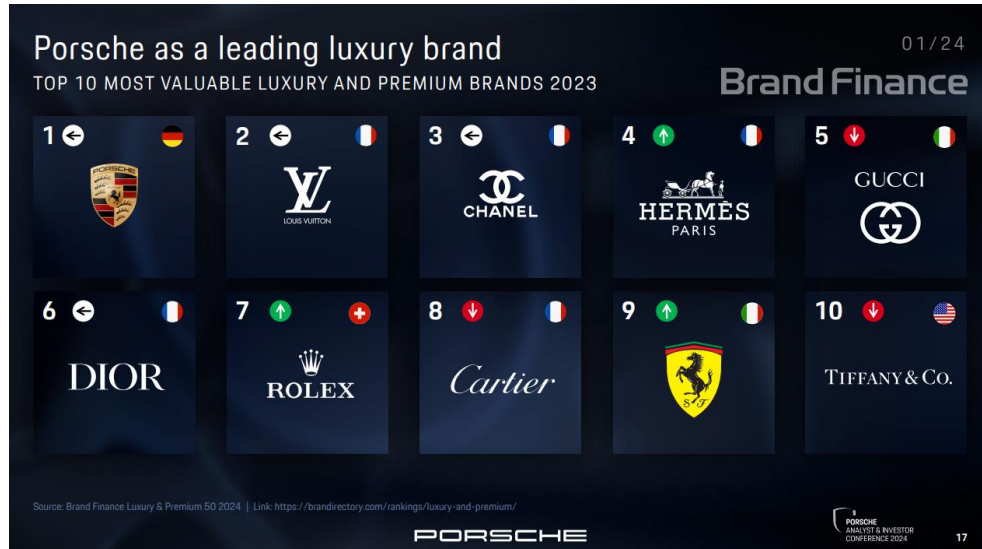 Porsche as a leading luxury brand
TOP 10 MOST VALUABLE LUXURY AND PREMIUM BRANDS 2023
01/24
Brand Finance
1
PORSCHE
2
LV
LOUIS VUITTON
3
CHANEL
4
HERMĒS
PARIS
5
GUCCI
6
DIOR
7
ROLEX
8
Cartier
9
S F
10
TIFFANY & CO.
Source: Brand Finance Luxury & Premium 50 2024 | Link: https://brandirectory.com/rankings/luxury-and-premium/
PORSCHE
PORSCHE
ANALYST & INVESTOR
CONFERENCE 2024
17